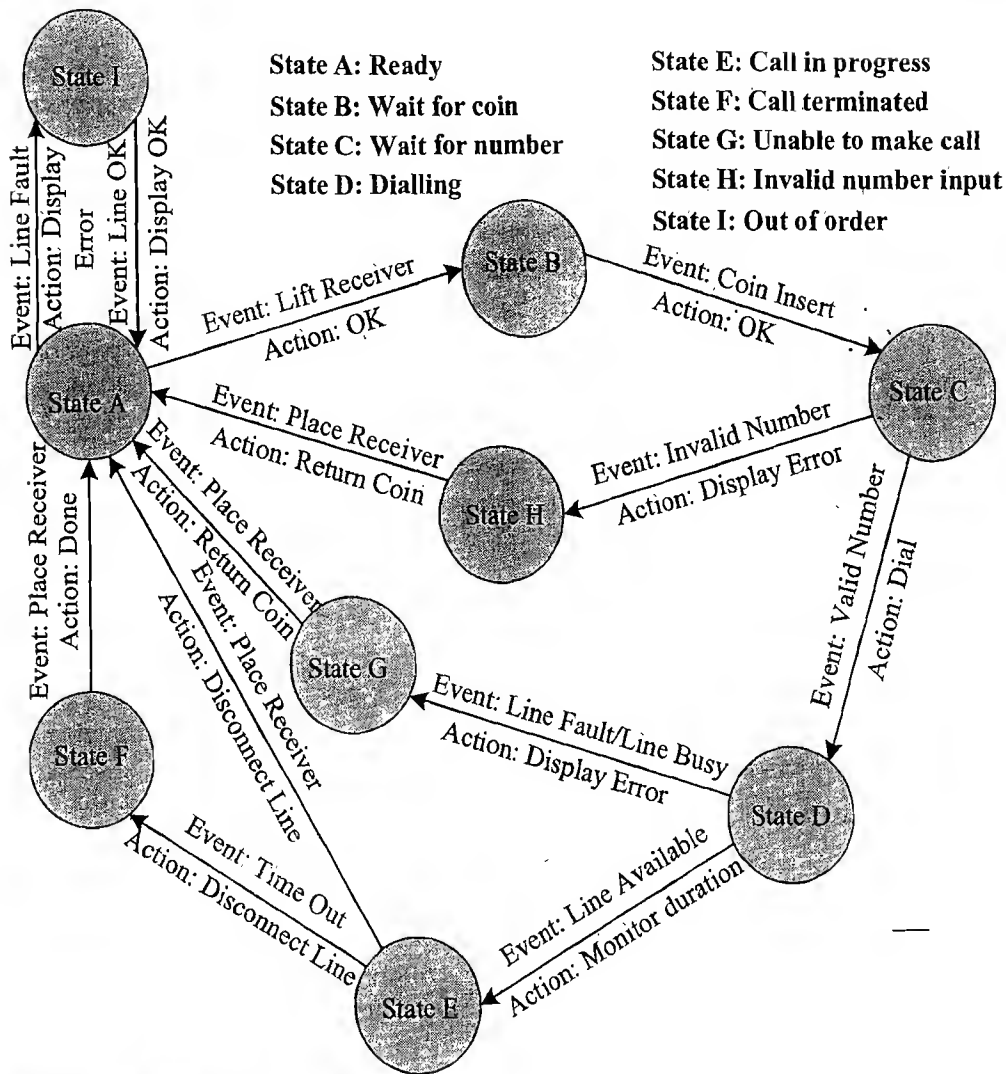 State I
State A: Ready
State B: Wait for coin
State C: Wait for number
State D: Dialling
State E: Call in progress
State F: Call terminated
State G: Unable to make call
State H: Invalid number input
State I: Out of order
Event: Line Fault
Action: Display
Error
Event: Line OK
Action: Display OK
State B
Event: Lift Receiver
Action: OK
Event: Coin Insert
Action: OK
State A
State C
Event: Place Receiver
Action: Return Coin
Event: Invalid Number
Action: Display Error
State H
Event: Place Receiver
Action: Done
Event: Place Receiver
Action: Return Coin
Event: Place Receiver
Action: Disconnect Line
Event: Valid Number
Action: Dial
State G
State F
Event: Line Fault/Line Busy
Action: Display Error
State D
Event: Time Out
Action: Disconnect Line
Event: Line Available
Action: Monitor duration
State E